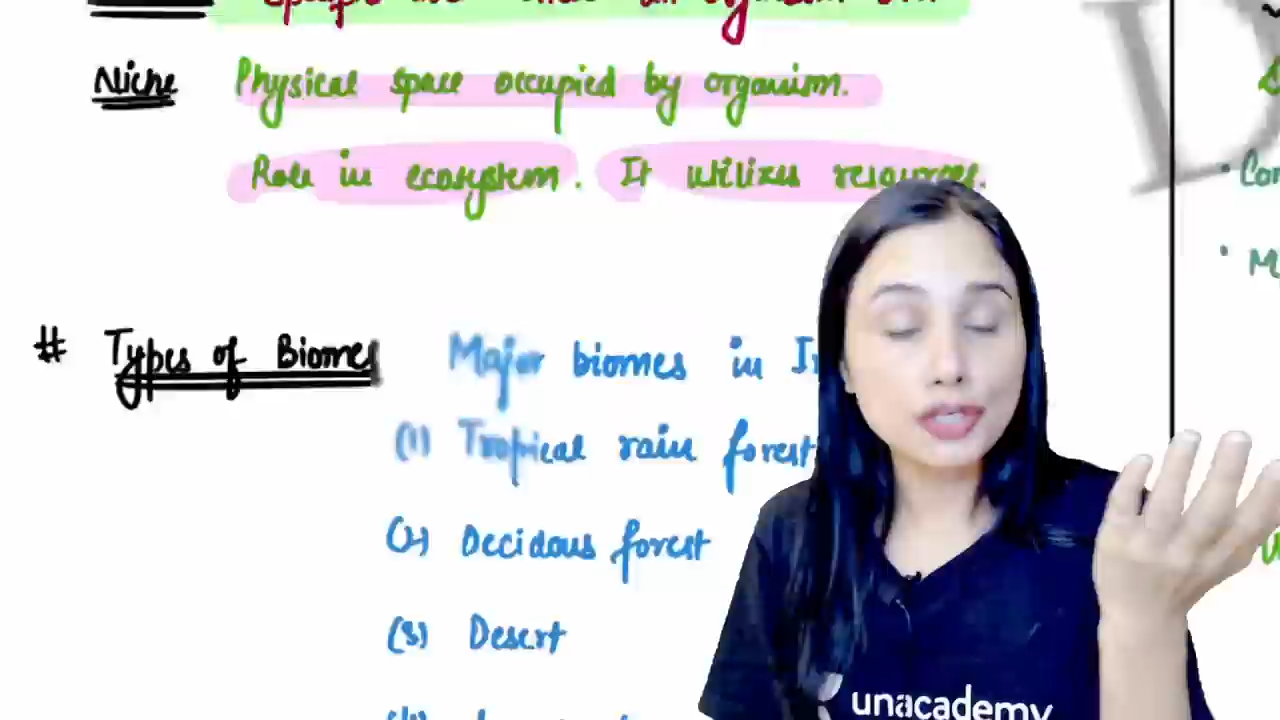 Niche Physical space occupied by organism.
Role in ecosystem. It utilizes resources.
# Types of Biomes Major biomes in
(1) Tropical rain forest
(2) Decidous forest
(3) Desert
unacademy